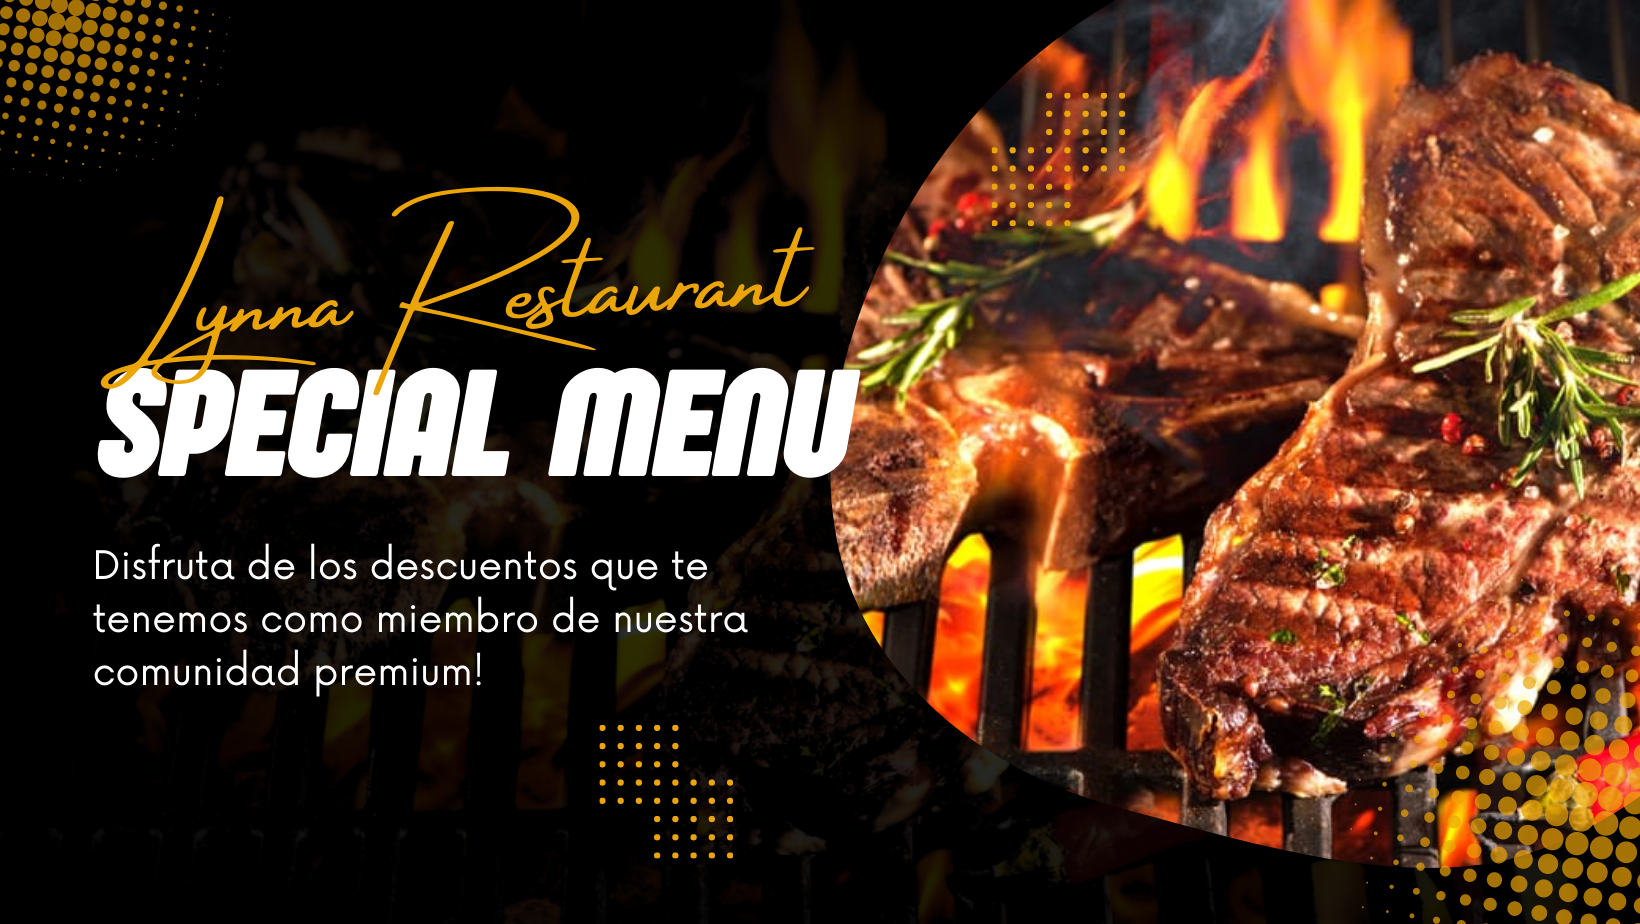 Lynna Restaurant
SPECIAL MENU
Disfruta de los descuentos que te
tenemos como miembro de nuestra
comunidad premium!